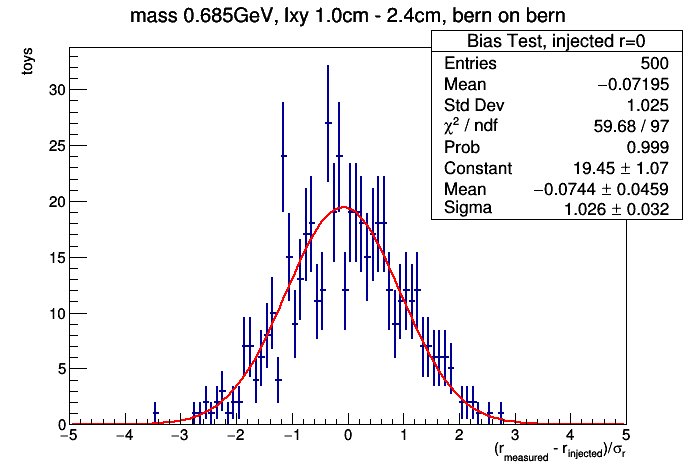 mass 0.685GeV, lxy 1.0cm - 2.4cm, bern on bern
toys
Bias Test, injected r=0
Entries 500
Mean −0.07195
Std Dev 1.025
χ² / ndf 59.68 / 97
Prob 0.999
Constant 19.45 ± 1.07
Mean −0.0744 ± 0.0459
Sigma 1.026 ± 0.032
30
25
20
15
10
5
0
−5 −4 −3 −2 −1 0 1 2 3 4 5
(r_measured - r_injected)/σ_r